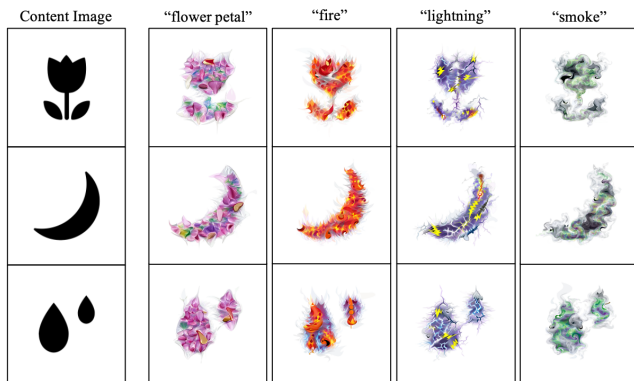 Content Image “flower petal” “fire” “lightning” “smoke”